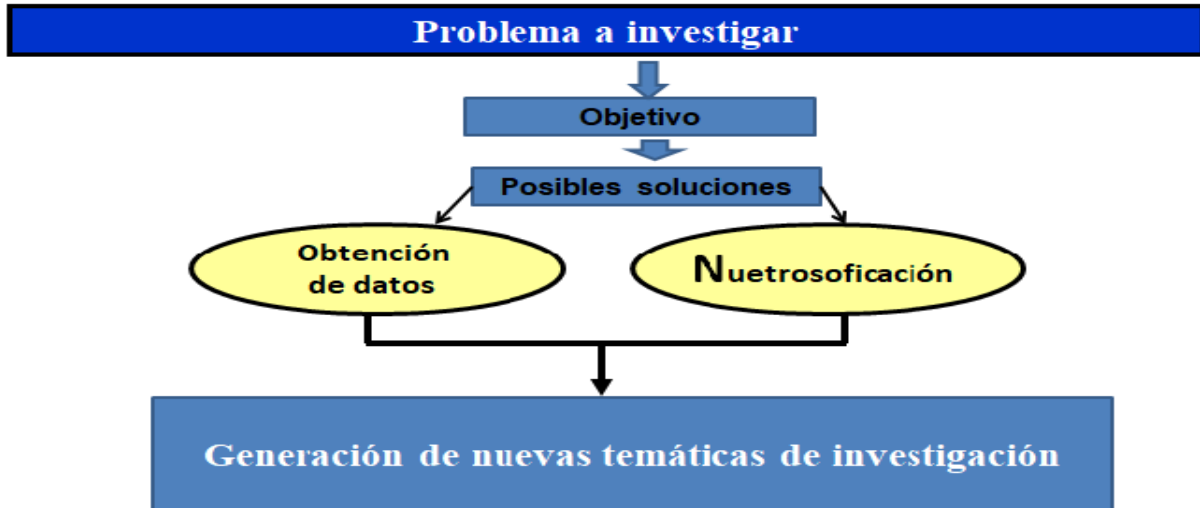 Problema a investigar
Objetivo
Posibles soluciones
Obtención
de datos
Nuetrosoficación
Generación de nuevas temáticas de investigación